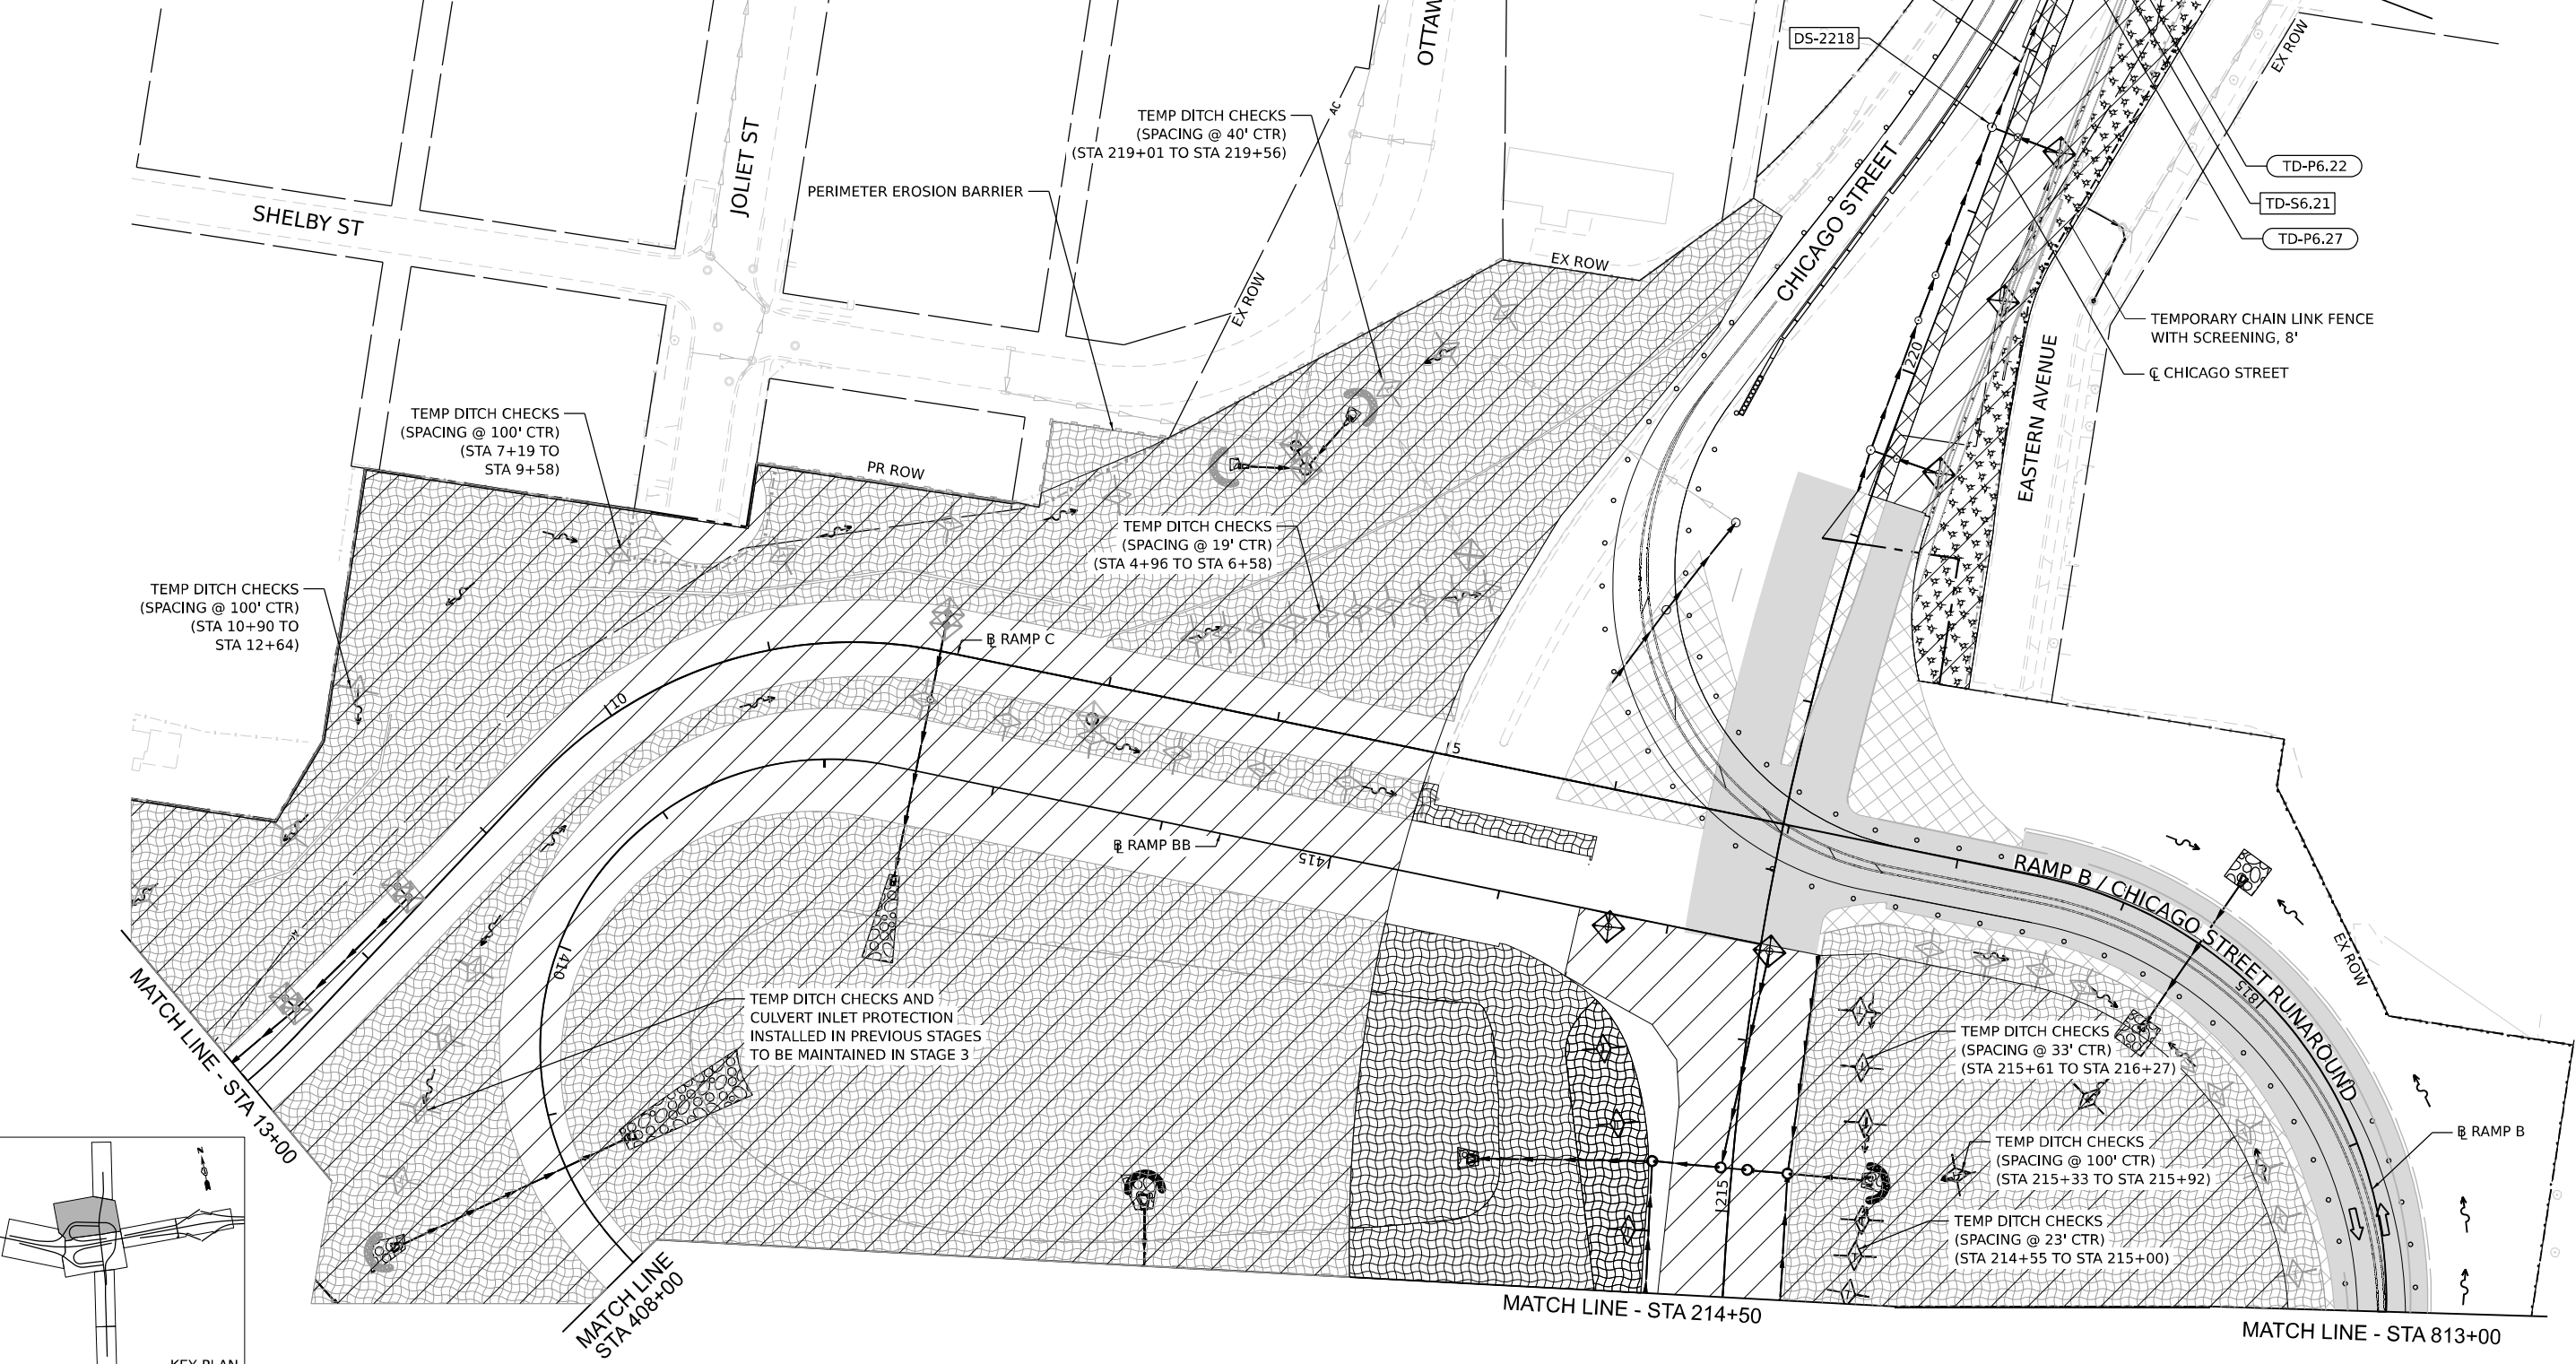 OTTAW
DS-2218
EX ROW
TEMP DITCH CHECKS
(SPACING @ 40' CTR)
(STA 219+01 TO STA 219+56)
AC
JOLIET ST
PERIMETER EROSION BARRIER
CHICAGO STREET
TD-P6.22
TD-S6.21
TD-P6.27
SHELBY ST
EX ROW
EX ROW
TEMPORARY CHAIN LINK FENCE
WITH SCREENING, 8'
220
℄ CHICAGO STREET
EASTERN AVENUE
TEMP DITCH CHECKS
(SPACING @ 100' CTR)
(STA 7+19 TO
STA 9+58)
PR ROW
TEMP DITCH CHECKS
(SPACING @ 19' CTR)
(STA 4+96 TO STA 6+58)
TEMP DITCH CHECKS
(SPACING @ 100' CTR)
(STA 10+90 TO
STA 12+64)
B RAMP C
10
5
B RAMP BB
415
RAMP B / CHICAGO STREET RUNAROUND
EX ROW
410
815
MATCH LINE - STA 13+00
TEMP DITCH CHECKS AND
CULVERT INLET PROTECTION
INSTALLED IN PREVIOUS STAGES
TO BE MAINTAINED IN STAGE 3
TEMP DITCH CHECKS
(SPACING @ 33' CTR)
(STA 215+61 TO STA 216+27)
B RAMP B
TEMP DITCH CHECKS
(SPACING @ 100' CTR)
(STA 215+33 TO STA 215+92)
215
TEMP DITCH CHECKS
(SPACING @ 23' CTR)
(STA 214+55 TO STA 215+00)
N
MATCH LINE
STA 408+00
MATCH LINE - STA 214+50
MATCH LINE - STA 813+00
KEY PLAN